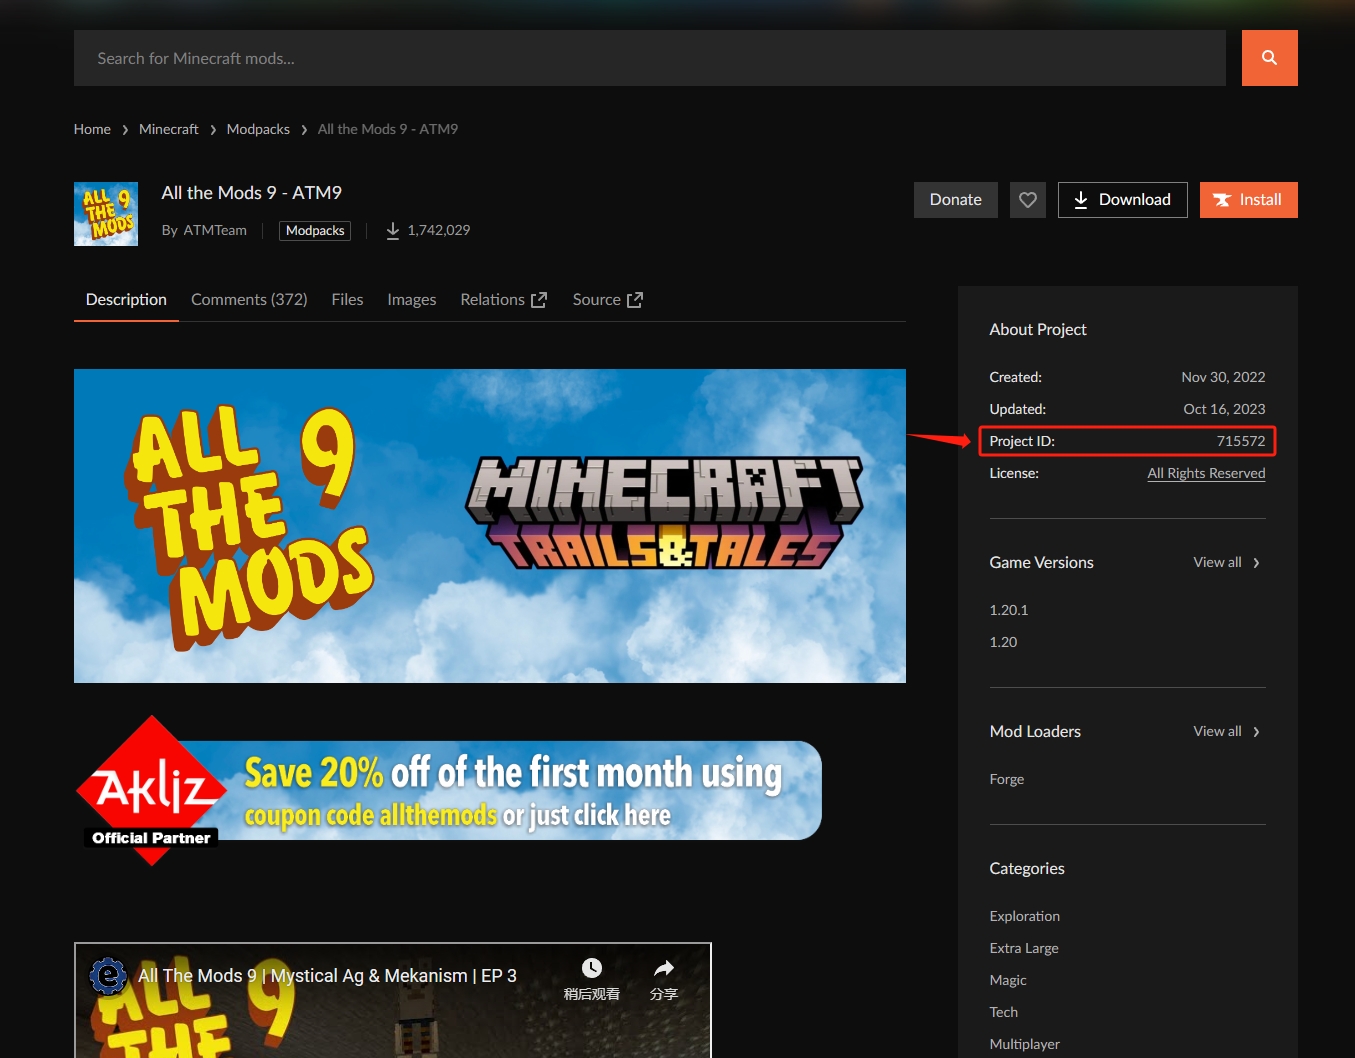 Search for Minecraft mods...
Home > Minecraft > Modpacks > All the Mods 9 - ATM9
ALL THE MODS 9
All the Mods 9 - ATM9
By ATMTeam Modpacks 1,742,029
Donate
Download
Install
Description Comments (372) Files Images Relations Source
ALL THE MODS 9
MINECRAFT
TRAILS & TALES
Akliz
Official Partner
Save 20% off of the first month using
coupon code allthemods or just click here
All The Mods 9 | Mystical Ag & Mekanism | EP 3
稍后观看
分享
ALL 9
THE
About Project
Created: Nov 30, 2022
Updated: Oct 16, 2023
Project ID: 715572
License: All Rights Reserved
Game Versions View all >
1.20.1
1.20
Mod Loaders View all >
Forge
Categories
Exploration
Extra Large
Magic
Tech
Multiplayer